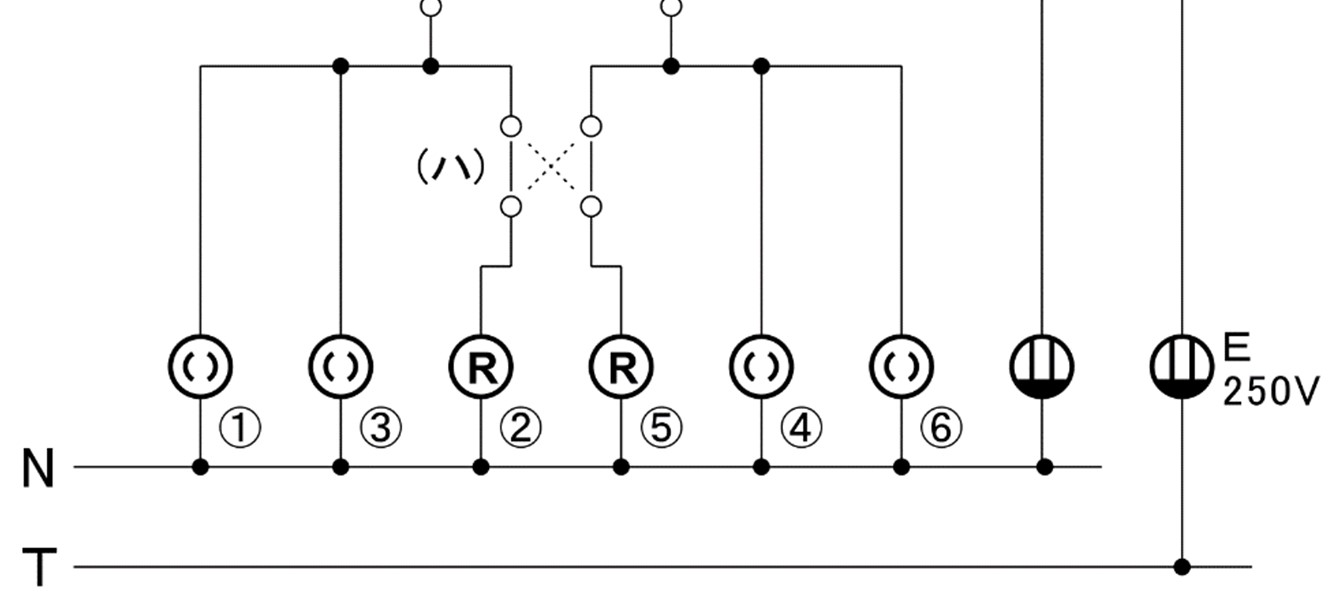 (ハ)
R R
E
250V
① ③ ② ⑤ ④ ⑥
N
T